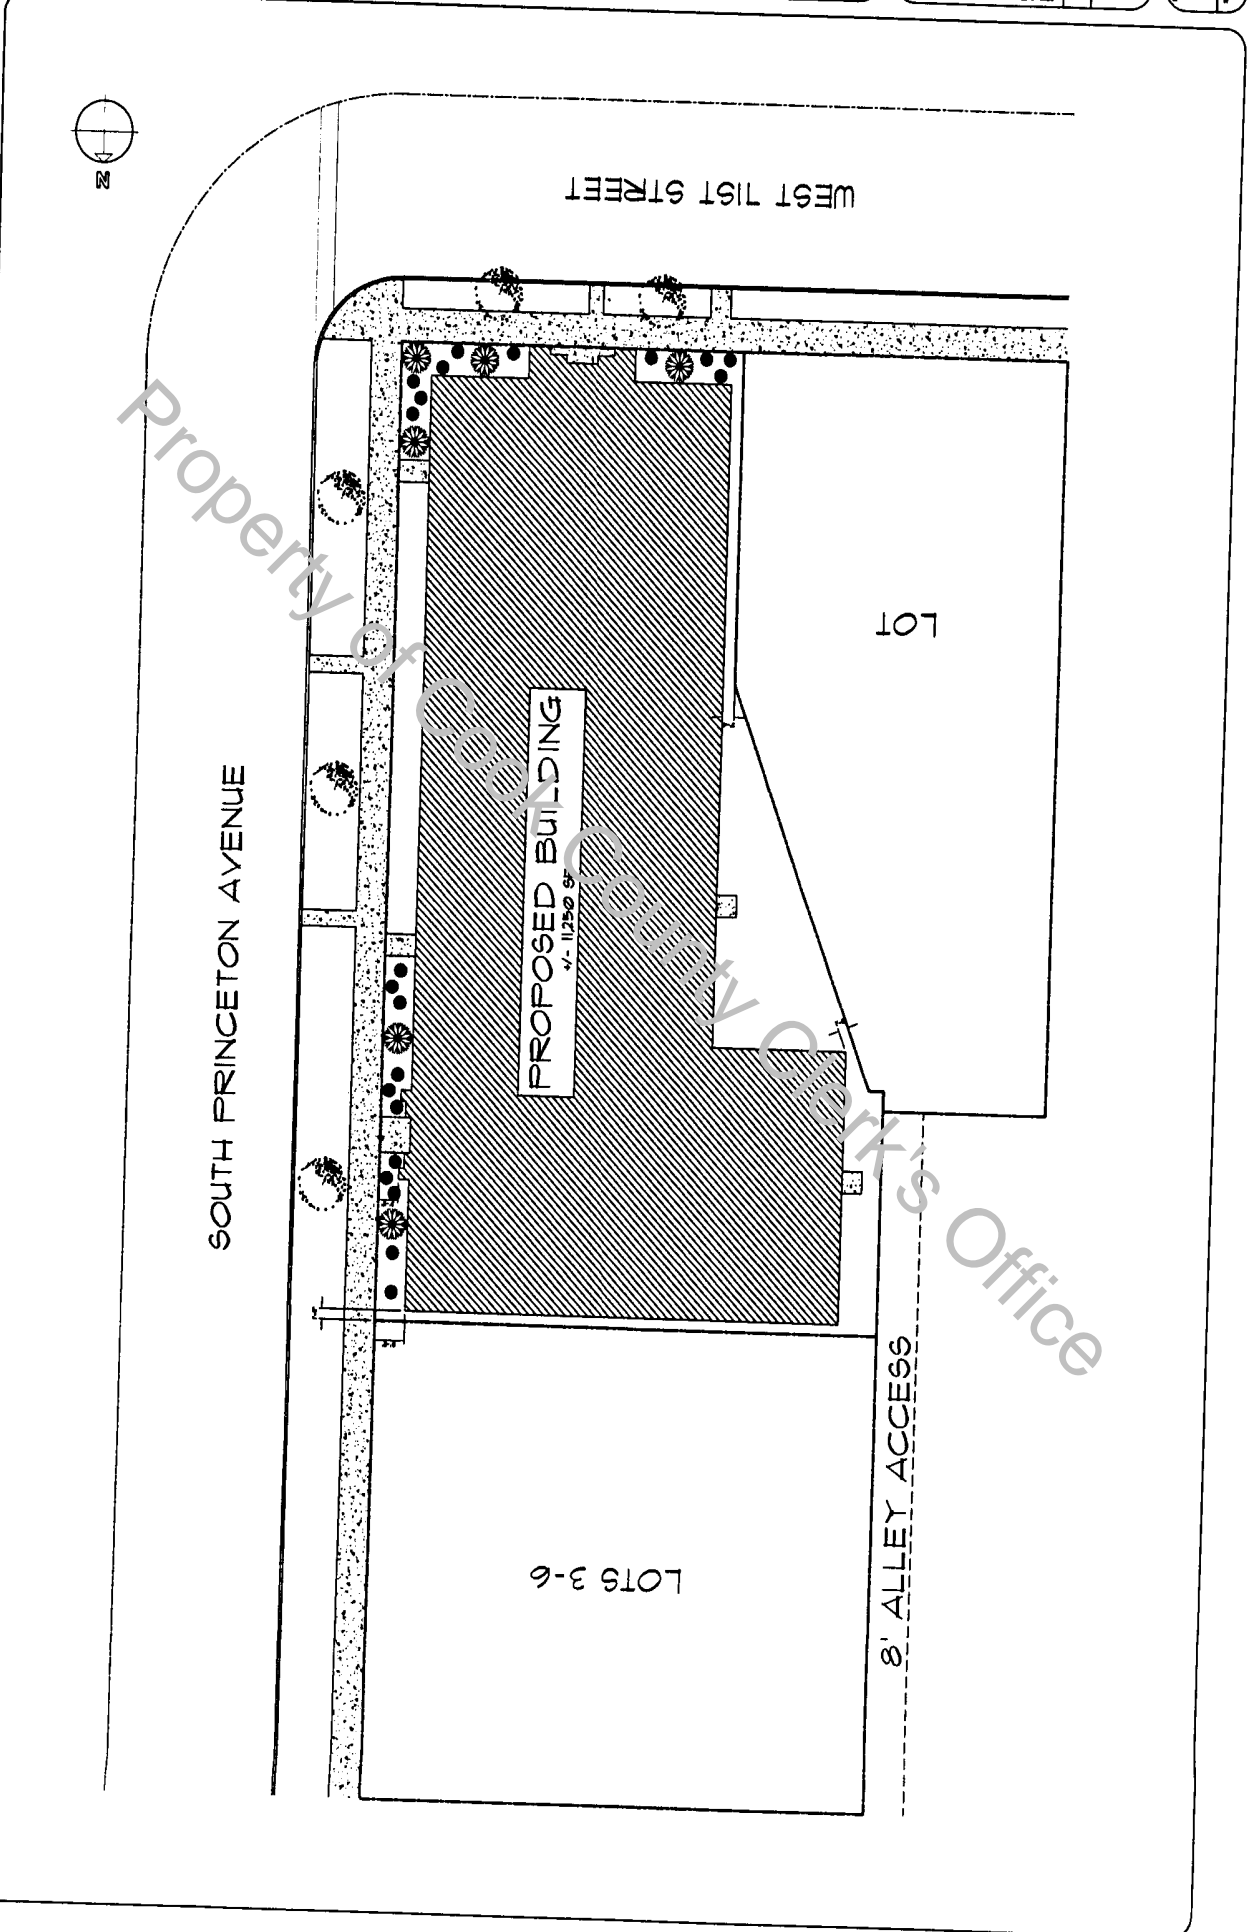 N
WEST 71ST STREET
LOT
SOUTH PRINCETON AVENUE
PROPOSED BUILDING
+/- 11,250 SF
LOTS 3-6
8' ALLEY ACCESS
Property of Cook County Clerk's Office